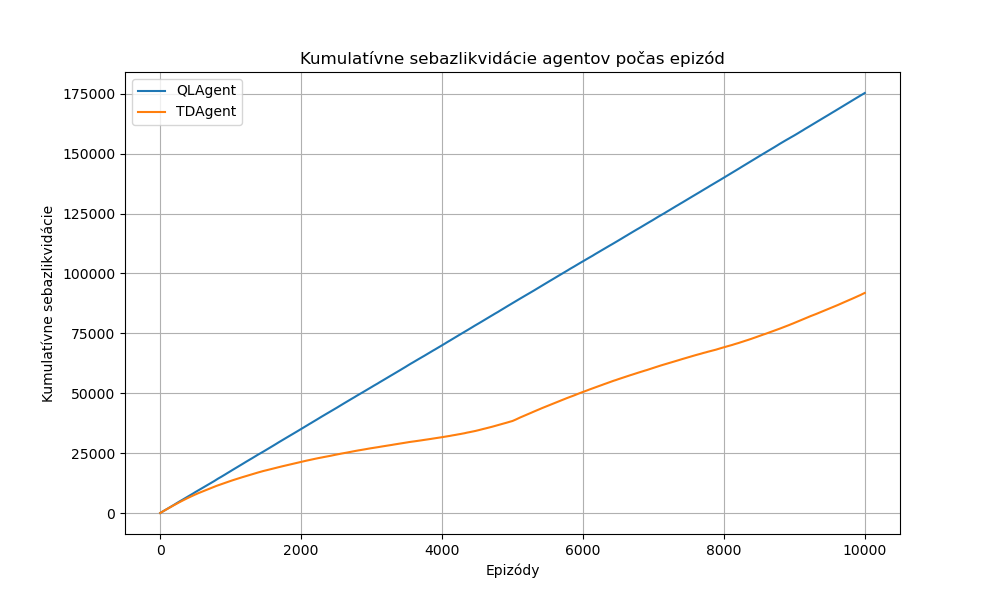 Kumulatívne sebazlikvidácie agentov počas epizód
QLAgent
TDAgent
Kumulatívne sebazlikvidácie
175000
150000
125000
100000
75000
50000
25000
0
0 2000 4000 6000 8000 10000
Epizódy